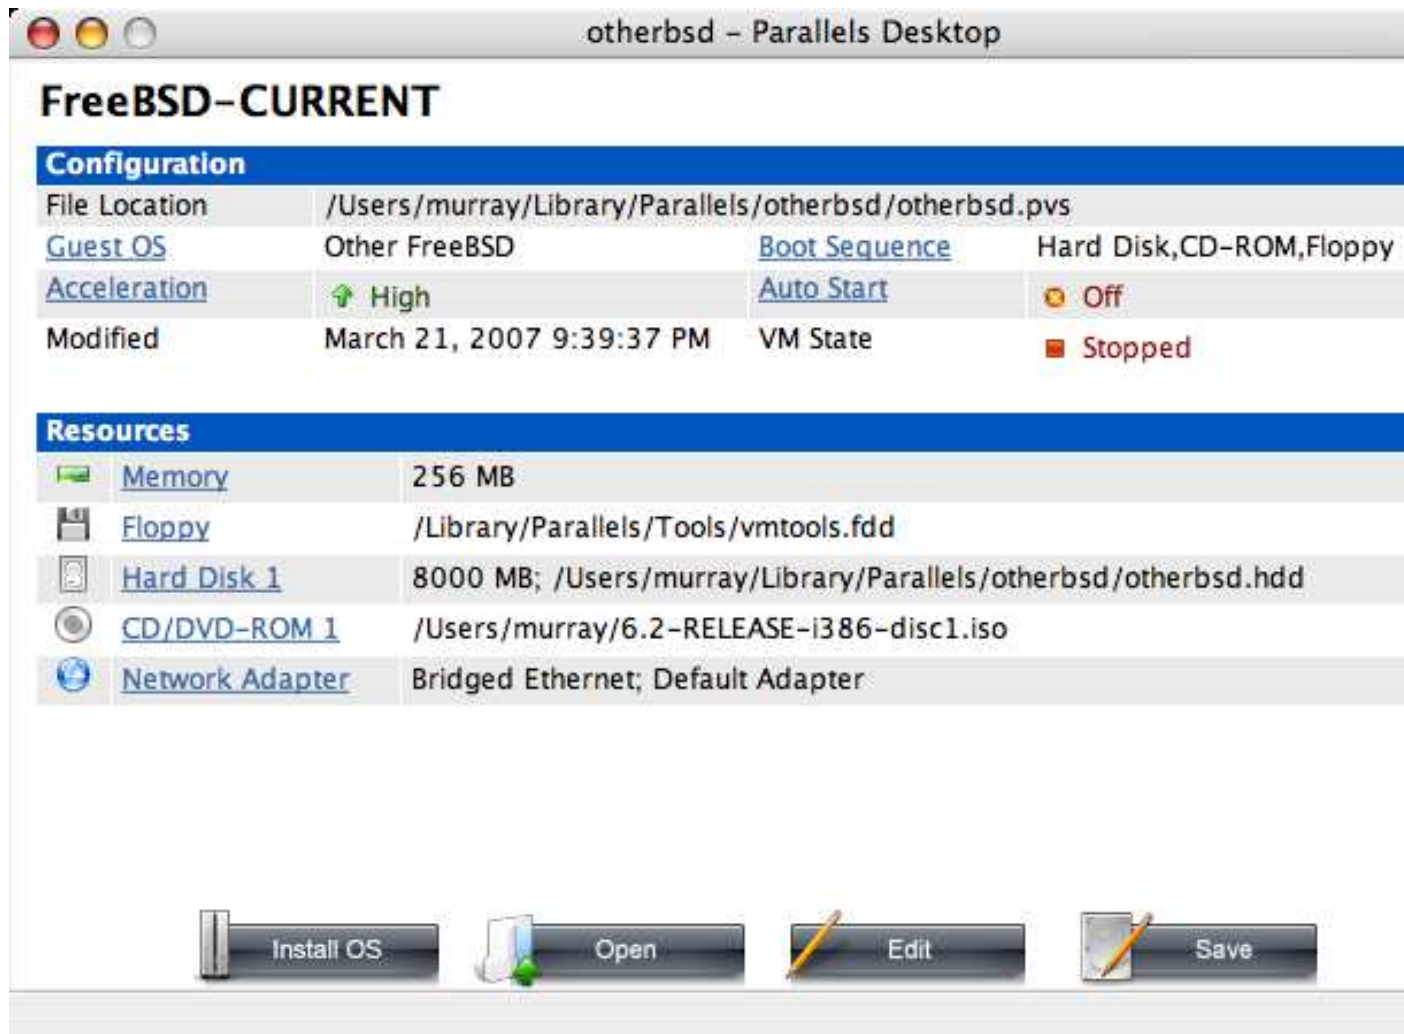 otherbsd – Parallels Desktop
FreeBSD-CURRENT
Configuration
File Location /Users/murray/Library/Parallels/otherbsd/otherbsd.pvs
Guest OS Other FreeBSD Boot Sequence Hard Disk,CD-ROM,Floppy
Acceleration High Auto Start Off
Modified March 21, 2007 9:39:37 PM VM State Stopped
Resources
Memory 256 MB
Floppy /Library/Parallels/Tools/vmtools.fdd
Hard Disk 1 8000 MB; /Users/murray/Library/Parallels/otherbsd/otherbsd.hdd
CD/DVD-ROM 1 /Users/murray/6.2-RELEASE-i386-disc1.iso
Network Adapter Bridged Ethernet; Default Adapter
Install OS Open Edit Save